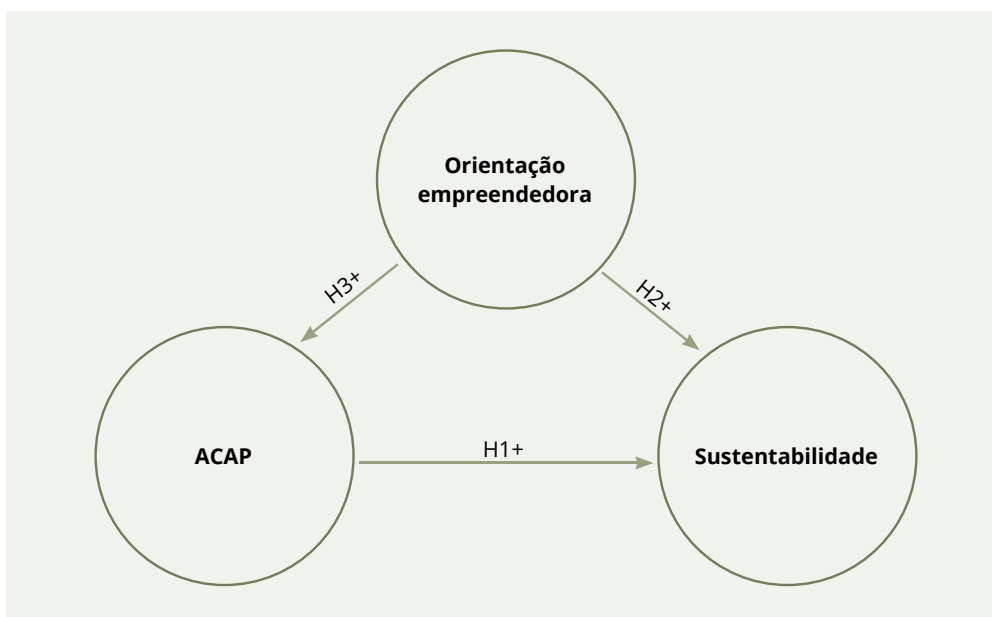 Orientação
empreendedora
H3+
H2+
ACAP
H1+
Sustentabilidade